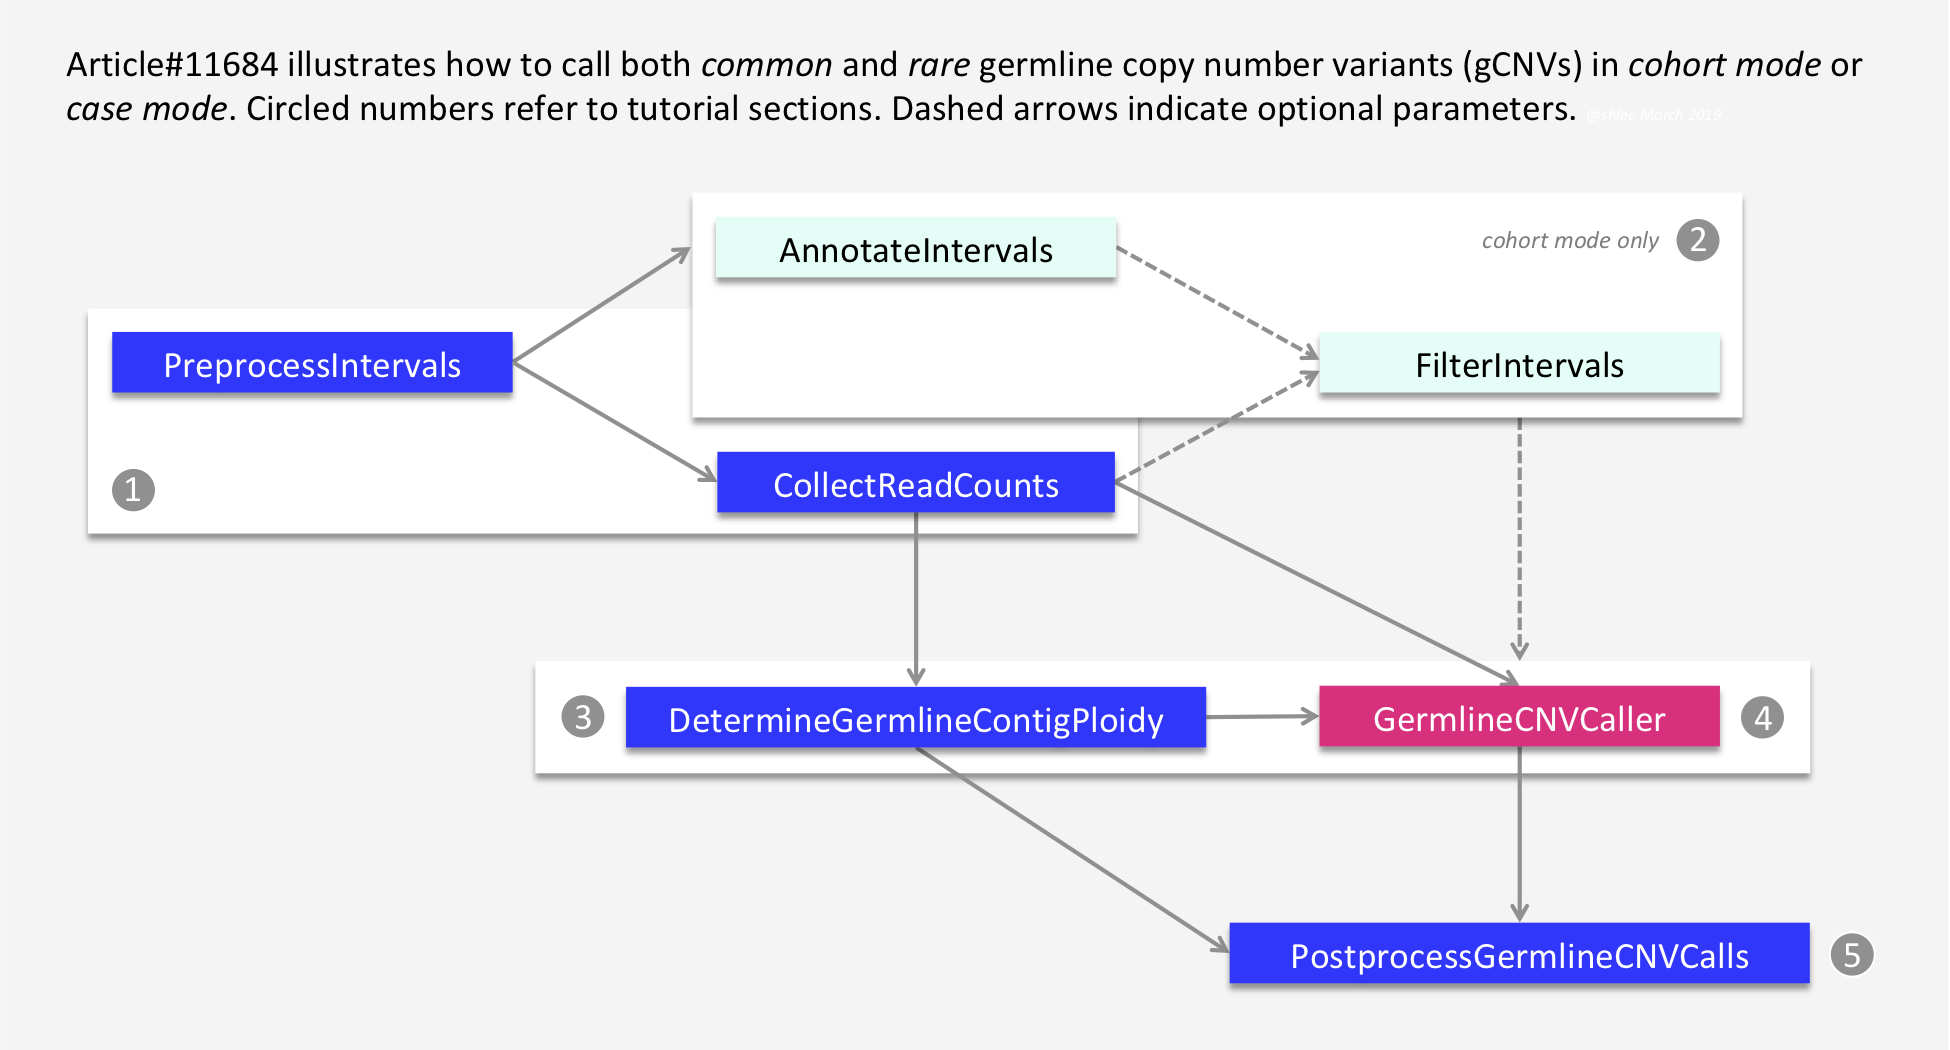 Article#11684 illustrates how to call both common and rare germline copy number variants (gCNVs) in cohort mode or
case mode. Circled numbers refer to tutorial sections. Dashed arrows indicate optional parameters. @shlee March 2019
AnnotateIntervals
cohort mode only 2
PreprocessIntervals
FilterIntervals
1
CollectReadCounts
3 DetermineGermlineContigPloidy
GermlineCNVCaller 4
PostprocessGermlineCNVCalls 5